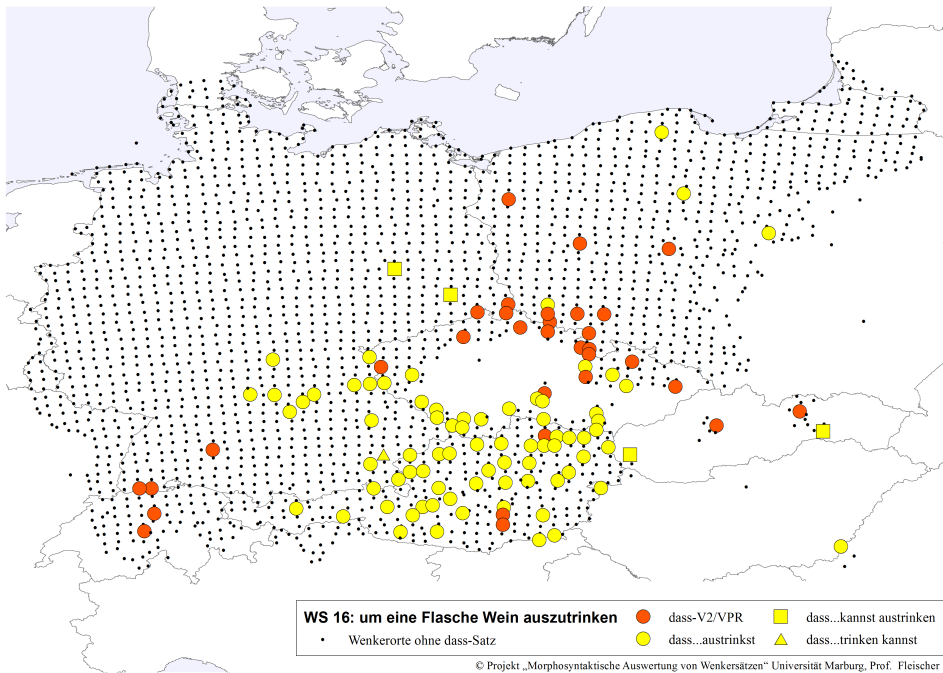 WS 16: um eine Flasche Wein auszutrinken
Wenkerorte ohne dass-Satz
dass-V2/VPR
dass...austrinkst
dass...kannst austrinken
dass...trinken kannst
© Projekt „Morphosyntaktische Auswertung von Wenkersätzen“ Universität Marburg, Prof. Fleischer